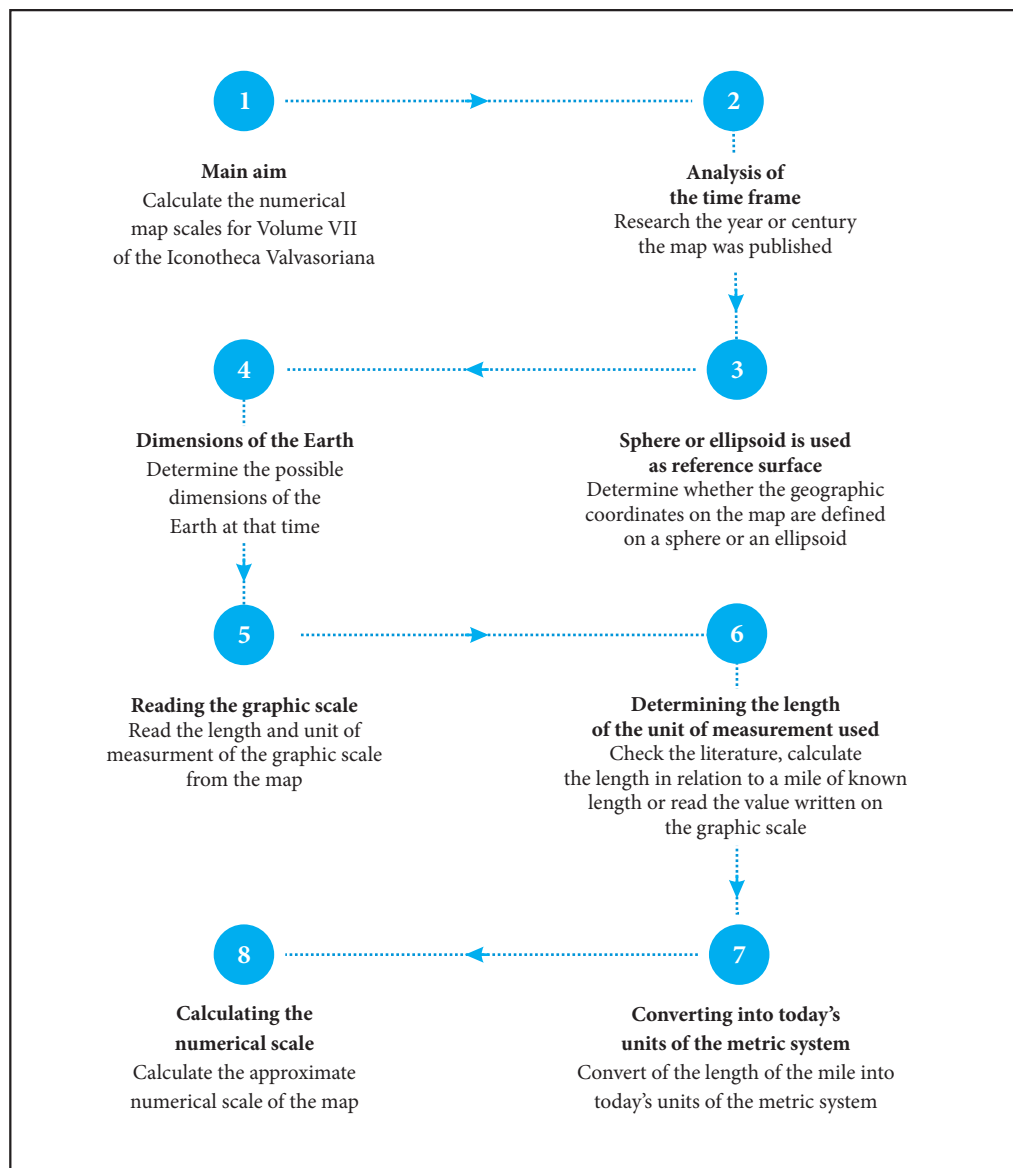 1
Main aim
Calculate the numerical
map scales for Volume VII
of the Iconotheca Valvasoriana
2
Analysis of
the time frame
Research the year or century
the map was published
3
Sphere or ellipsoid is used
as reference surface
Determine whether the geographic
coordinates on the map are defined
on a sphere or an ellipsoid
4
Dimensions of the Earth
Determine the possible
dimensions of the
Earth at that time
5
Reading the graphic scale
Read the length and unit of
measurment of the graphic scale
from the map
6
Determining the length
of the unit of measurement used
Check the literature, calculate
the length in relation to a mile of known
length or read the value written on
the graphic scale
7
Converting into today’s
units of the metric system
Convert of the length of the mile into
today’s units of the metric system
8
Calculating the
numerical scale
Calculate the approximate
numerical scale of the map